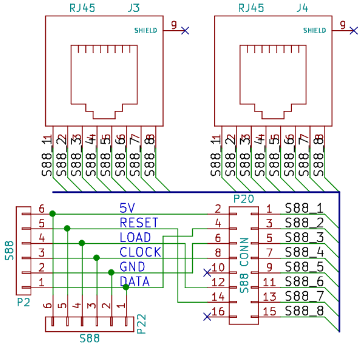 RJ45 J3
RJ45 J4
SHIELD 9
SHIELD 9
S88_1 1
S88_2 2
S88_3 3
S88_4 4
S88_5 5
S88_6 6
S88_7 7
S88_8 8
S88_1 1
S88_2 2
S88_3 3
S88_4 4
S88_5 5
S88_6 6
S88_7 7
S88_8 8
P20
6 5V 2 1 S88_1
5 RESET 4 3 S88_2
4 LOAD 6 5 S88_3
3 CLOCK 8 7 S88_4
2 GND 10 9 S88_5
1 DATA 12 11 S88_6
14 13 S88_7
16 15 S88_8
S88
P2
S88 CONN
6 5 4 3 2 1
P22
S88